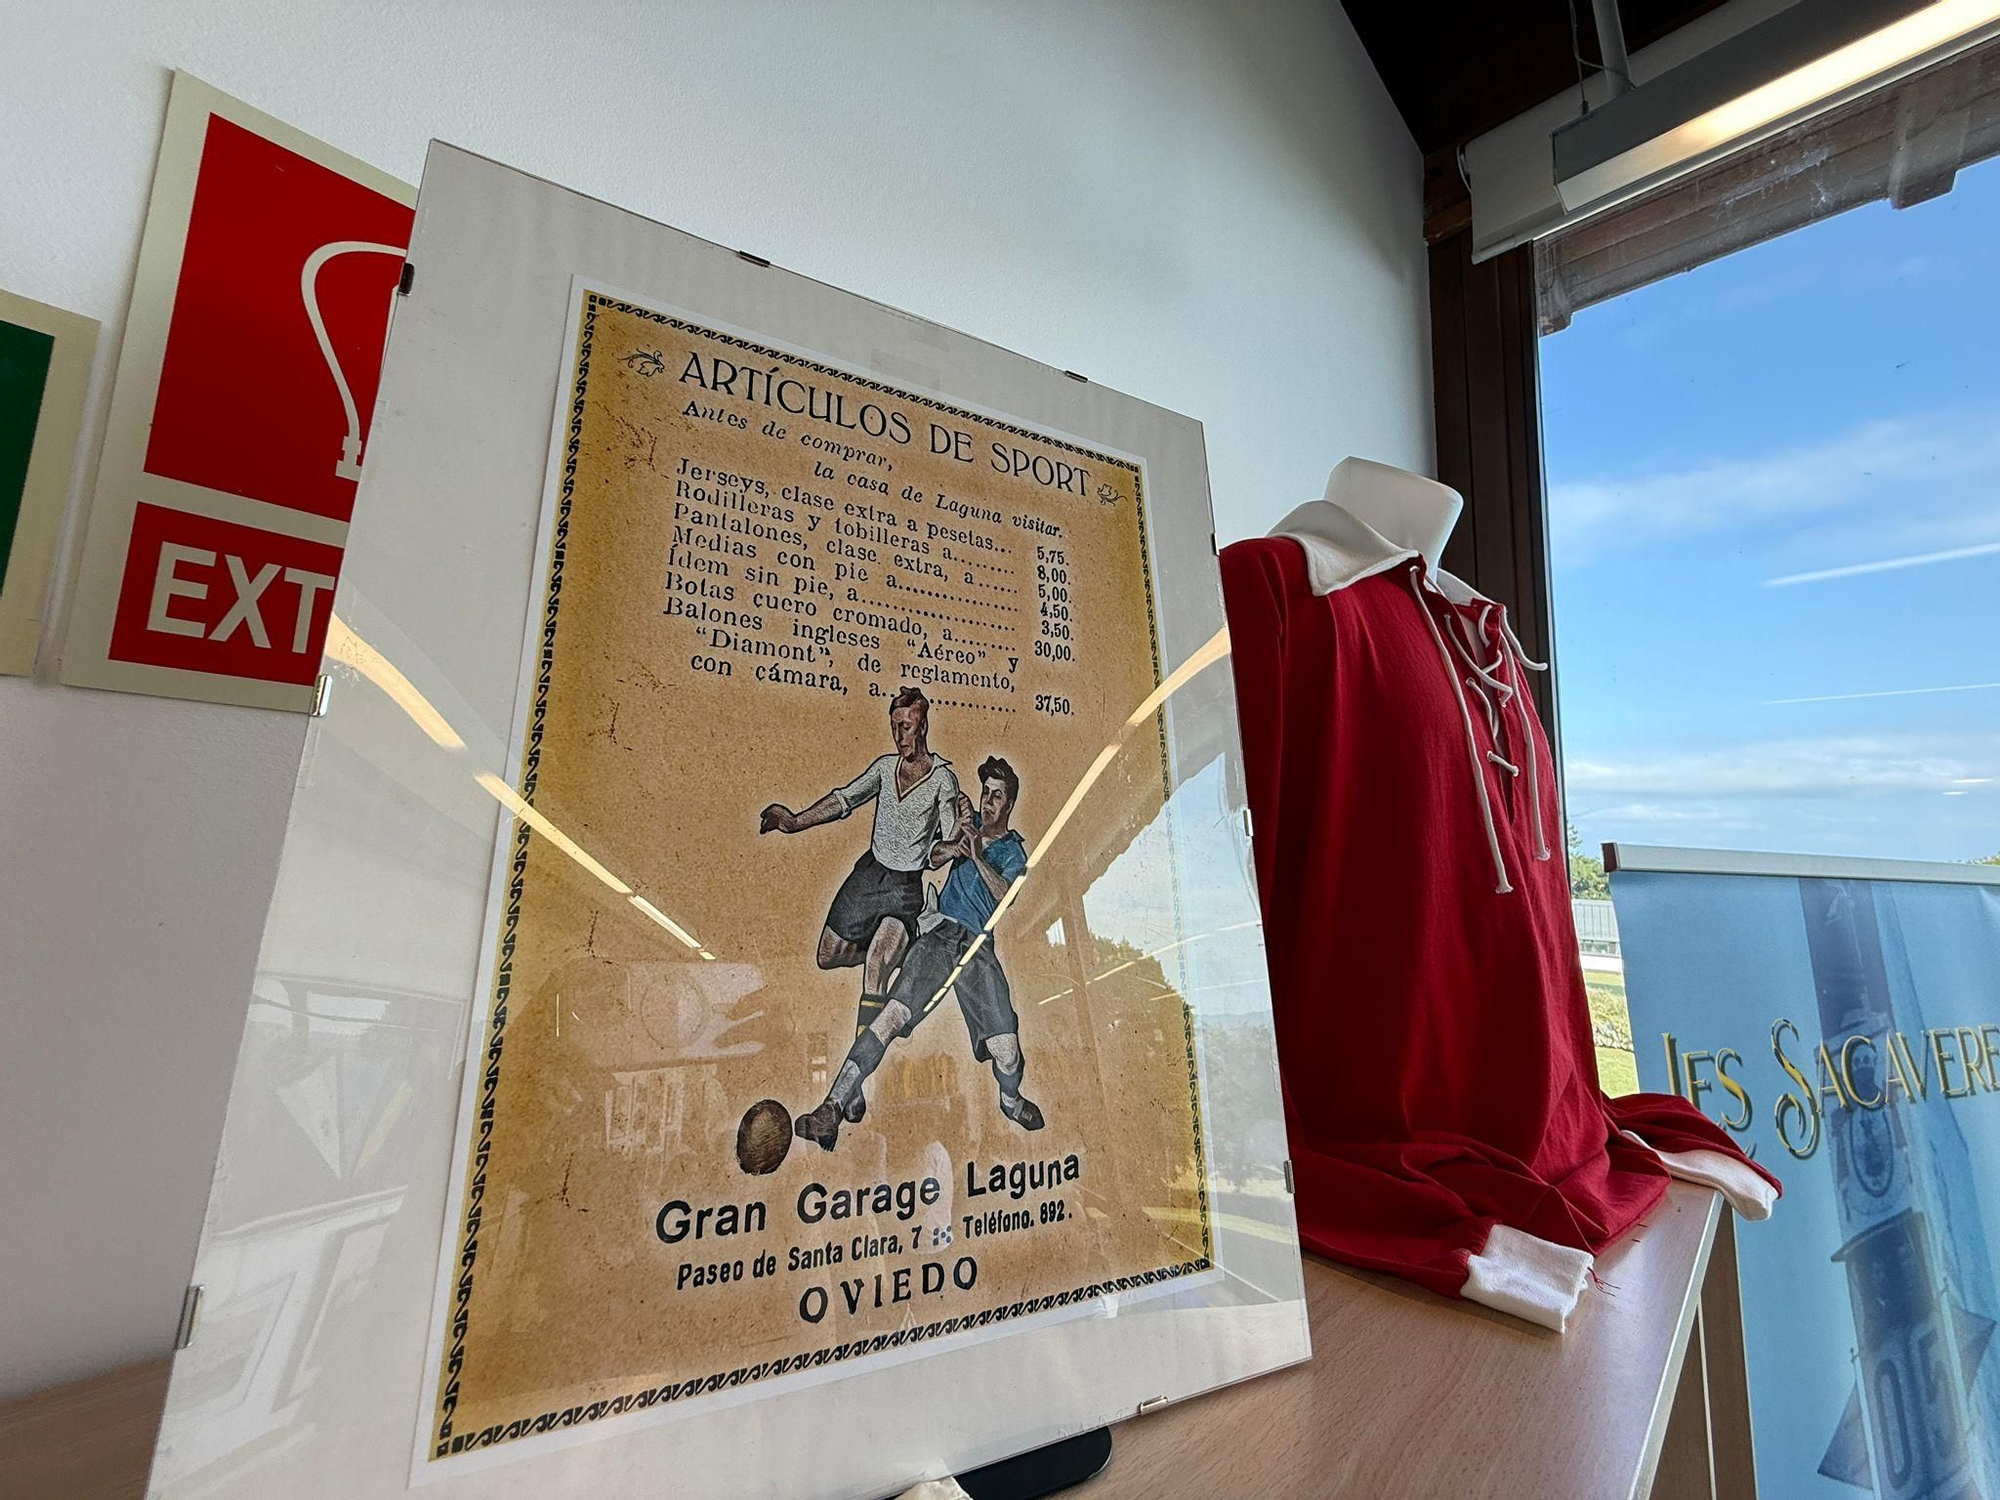 EXT
ARTÍCULOS DE SPORT
Antes de comprar,
la casa de Laguna visitar.
Jerseys, clase extra a pesetas... 5,75.
Rodilleras y tobilleras a......... 8,00.
Pantalones, clase extra, a...... 5,00.
Medias con pie a.................. 4,50.
Ídem sin pie, a.................... 3,50.
Botas cuero cromado, a......... 30,00.
Balones ingleses "Aéreo" y
"Diamont", de reglamento,
con cámara, a.................. 37,50.
Gran Garage Laguna
Paseo de Santa Clara, 7 Teléfono. 892.
OVIEDO
IES SACAVERE
05